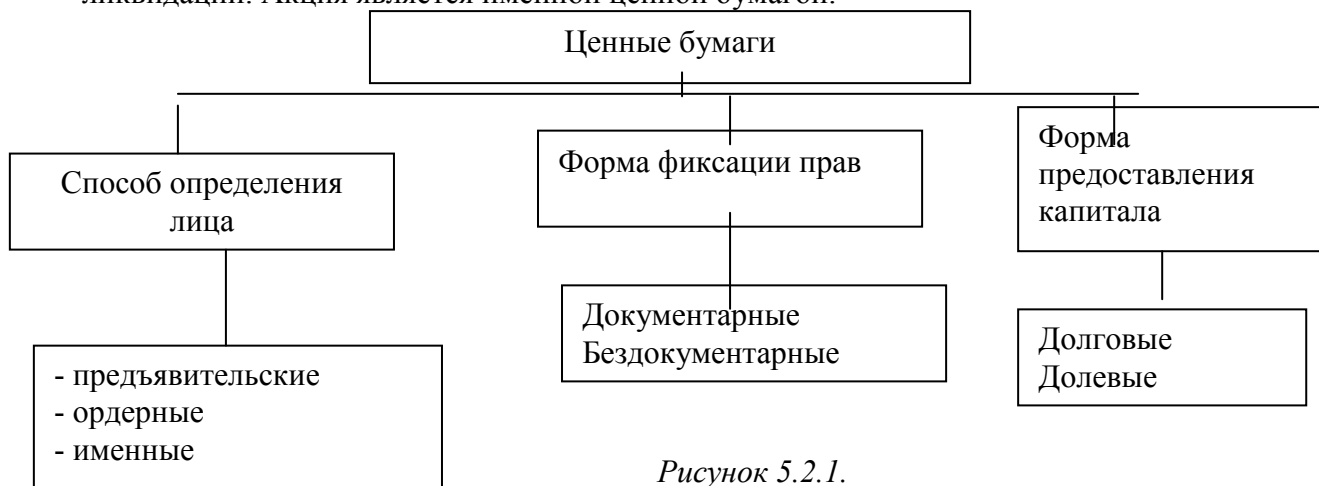 ликвидации. Акция является именной ценной бумагой.
Ценные бумаги
Способ определения
лица
Форма фиксации прав
Форма
предоставления
капитала
- предъявительские
- ордерные
- именные
Документарные
Бездокументарные
Долговые
Долевые
Рисунок 5.2.1.